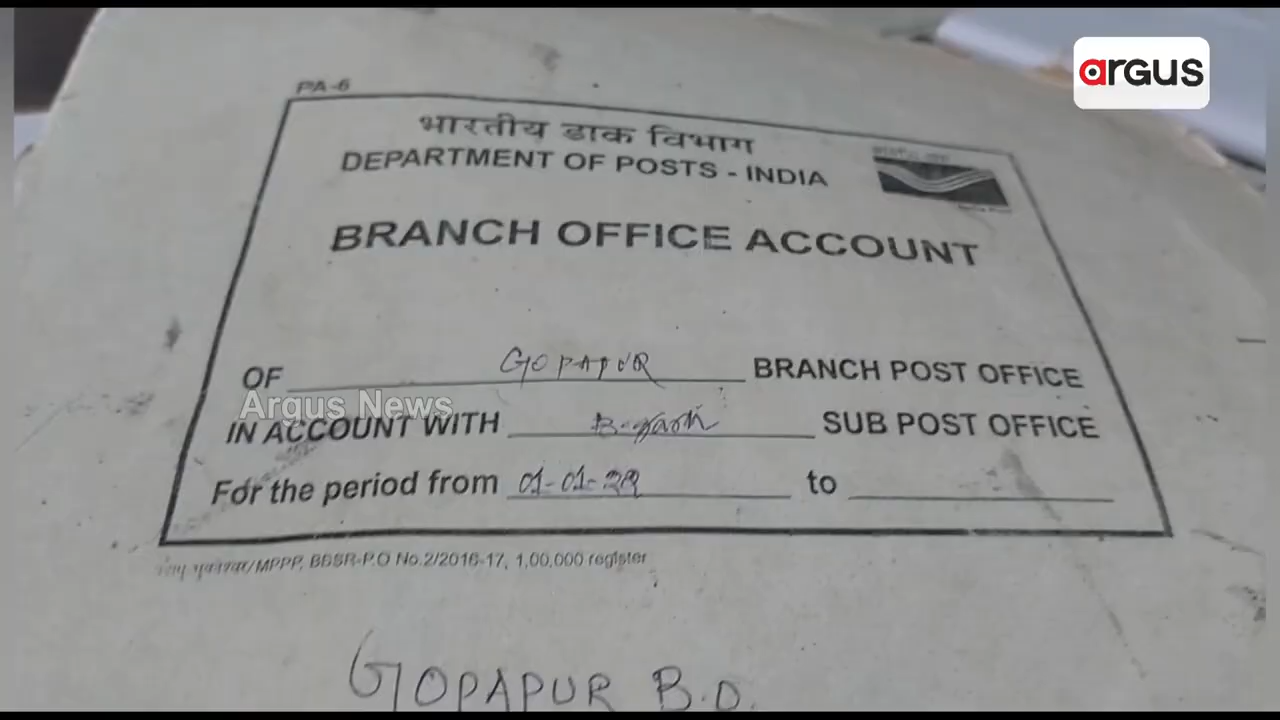 argus
PA-6
भारतीय डाक विभाग
DEPARTMENT OF POSTS - INDIA
BRANCH OFFICE ACCOUNT
OF GOPAPUR BRANCH POST OFFICE
Argus News
IN ACCOUNT WITH SUB POST OFFICE
For the period from 01-01-22 to
/MPPP, BBSR-P.O No.2/2016-17, 1,00,000 register
GOPAPUR B.O.